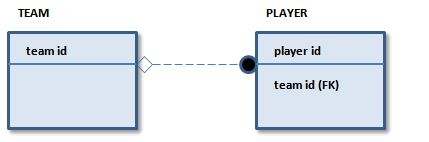 TEAM
PLAYER
team id
player id
team id (FK)